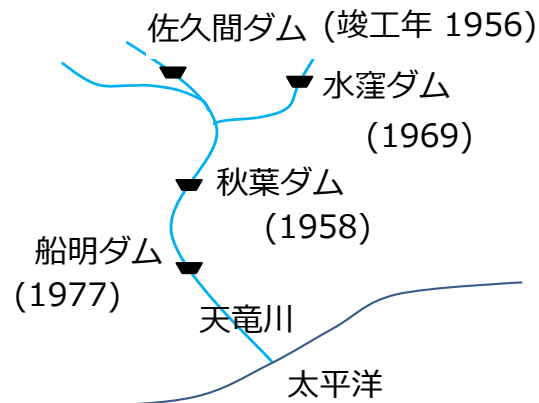 佐久間ダム (竣工年 1956)
水窪ダム
(1969)
秋葉ダム
(1958)
船明ダム
(1977)
天竜川
太平洋